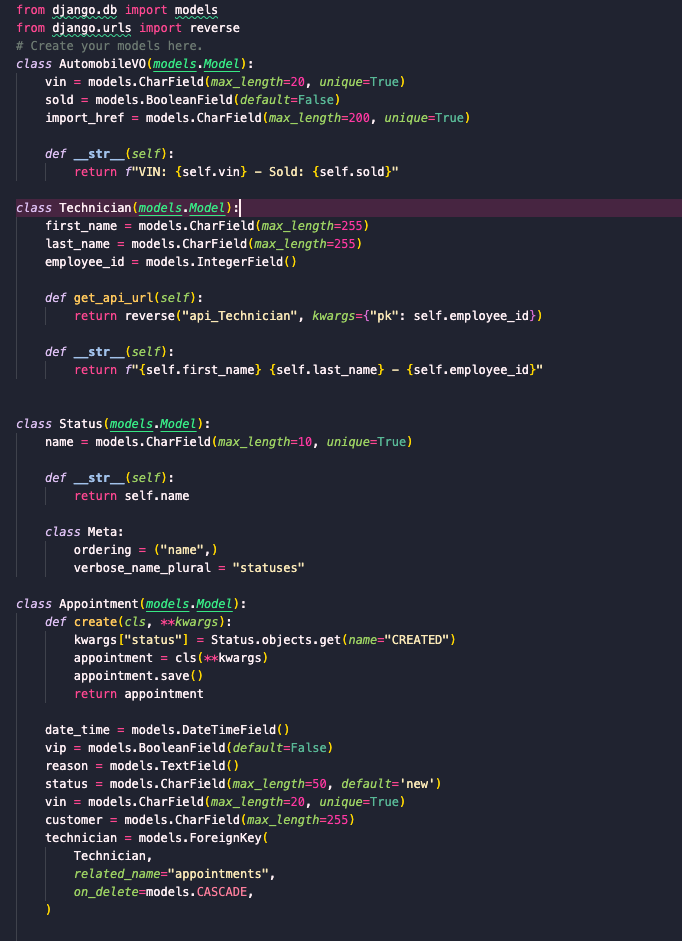 from django.db import models
from django.urls import reverse
# Create your models here.
class AutomobileVO(models.Model):
    vin = models.CharField(max_length=20, unique=True)
    sold = models.BooleanField(default=False)
    import_href = models.CharField(max_length=200, unique=True)

    def __str__(self):
        return f"VIN: {self.vin} - Sold: {self.sold}"

class Technician(models.Model):
    first_name = models.CharField(max_length=255)
    last_name = models.CharField(max_length=255)
    employee_id = models.IntegerField()

    def get_api_url(self):
        return reverse("api_Technician", kwargs={"pk": self.employee_id})

    def __str__(self):
        return f"{self.first_name} {self.last_name} - {self.employee_id}"


class Status(models.Model):
    name = models.CharField(max_length=10, unique=True)

    def __str__(self):
        return self.name

    class Meta:
        ordering = ("name",)
        verbose_name_plural = "statuses"

class Appointment(models.Model):
    def create(cls, **kwargs):
        kwargs["status"] = Status.objects.get(name="CREATED")
        appointment = cls(**kwargs)
        appointment.save()
        return appointment

    date_time = models.DateTimeField()
    vip = models.BooleanField(default=False)
    reason = models.TextField()
    status = models.CharField(max_length=50, default='new')
    vin = models.CharField(max_length=20, unique=True)
    customer = models.CharField(max_length=255)
    technician = models.ForeignKey(
        Technician,
        related_name="appointments",
        on_delete=models.CASCADE,
    )